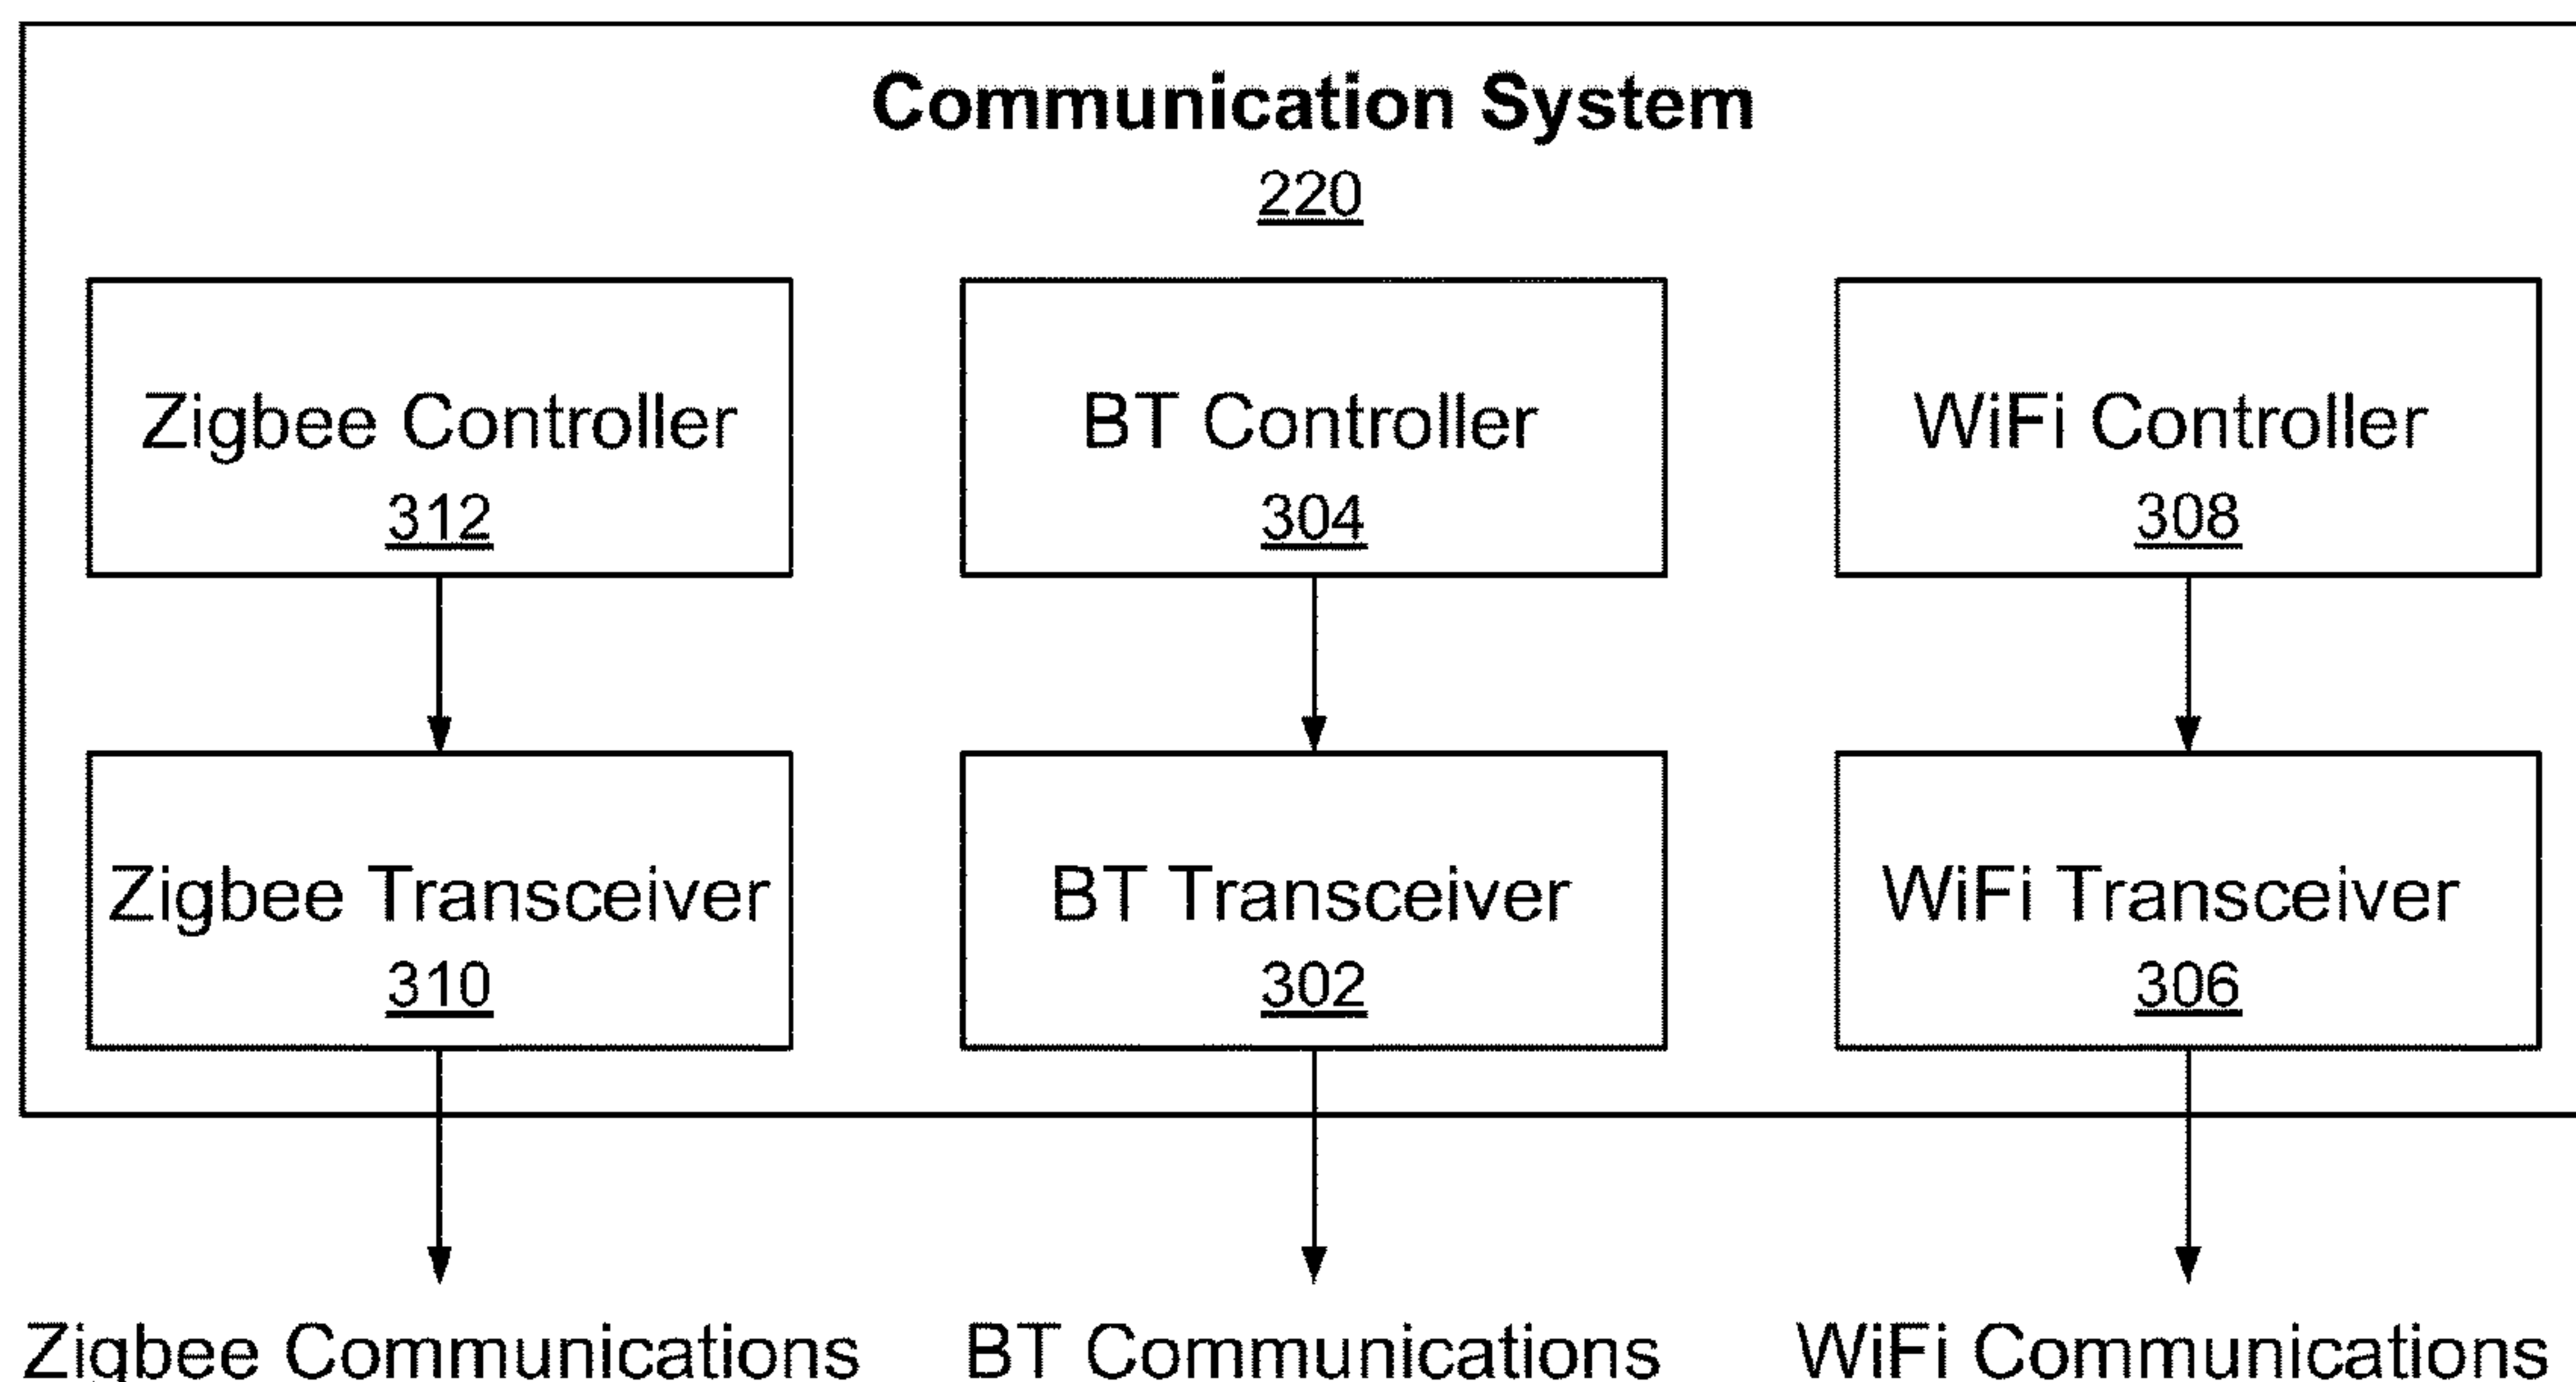 Communication System
220
Zigbee Controller
312
BT Controller
304
WiFi Controller
308
Zigbee Transceiver
310
BT Transceiver
302
WiFi Transceiver
306
Zigbee Communications
BT Communications
WiFi Communications